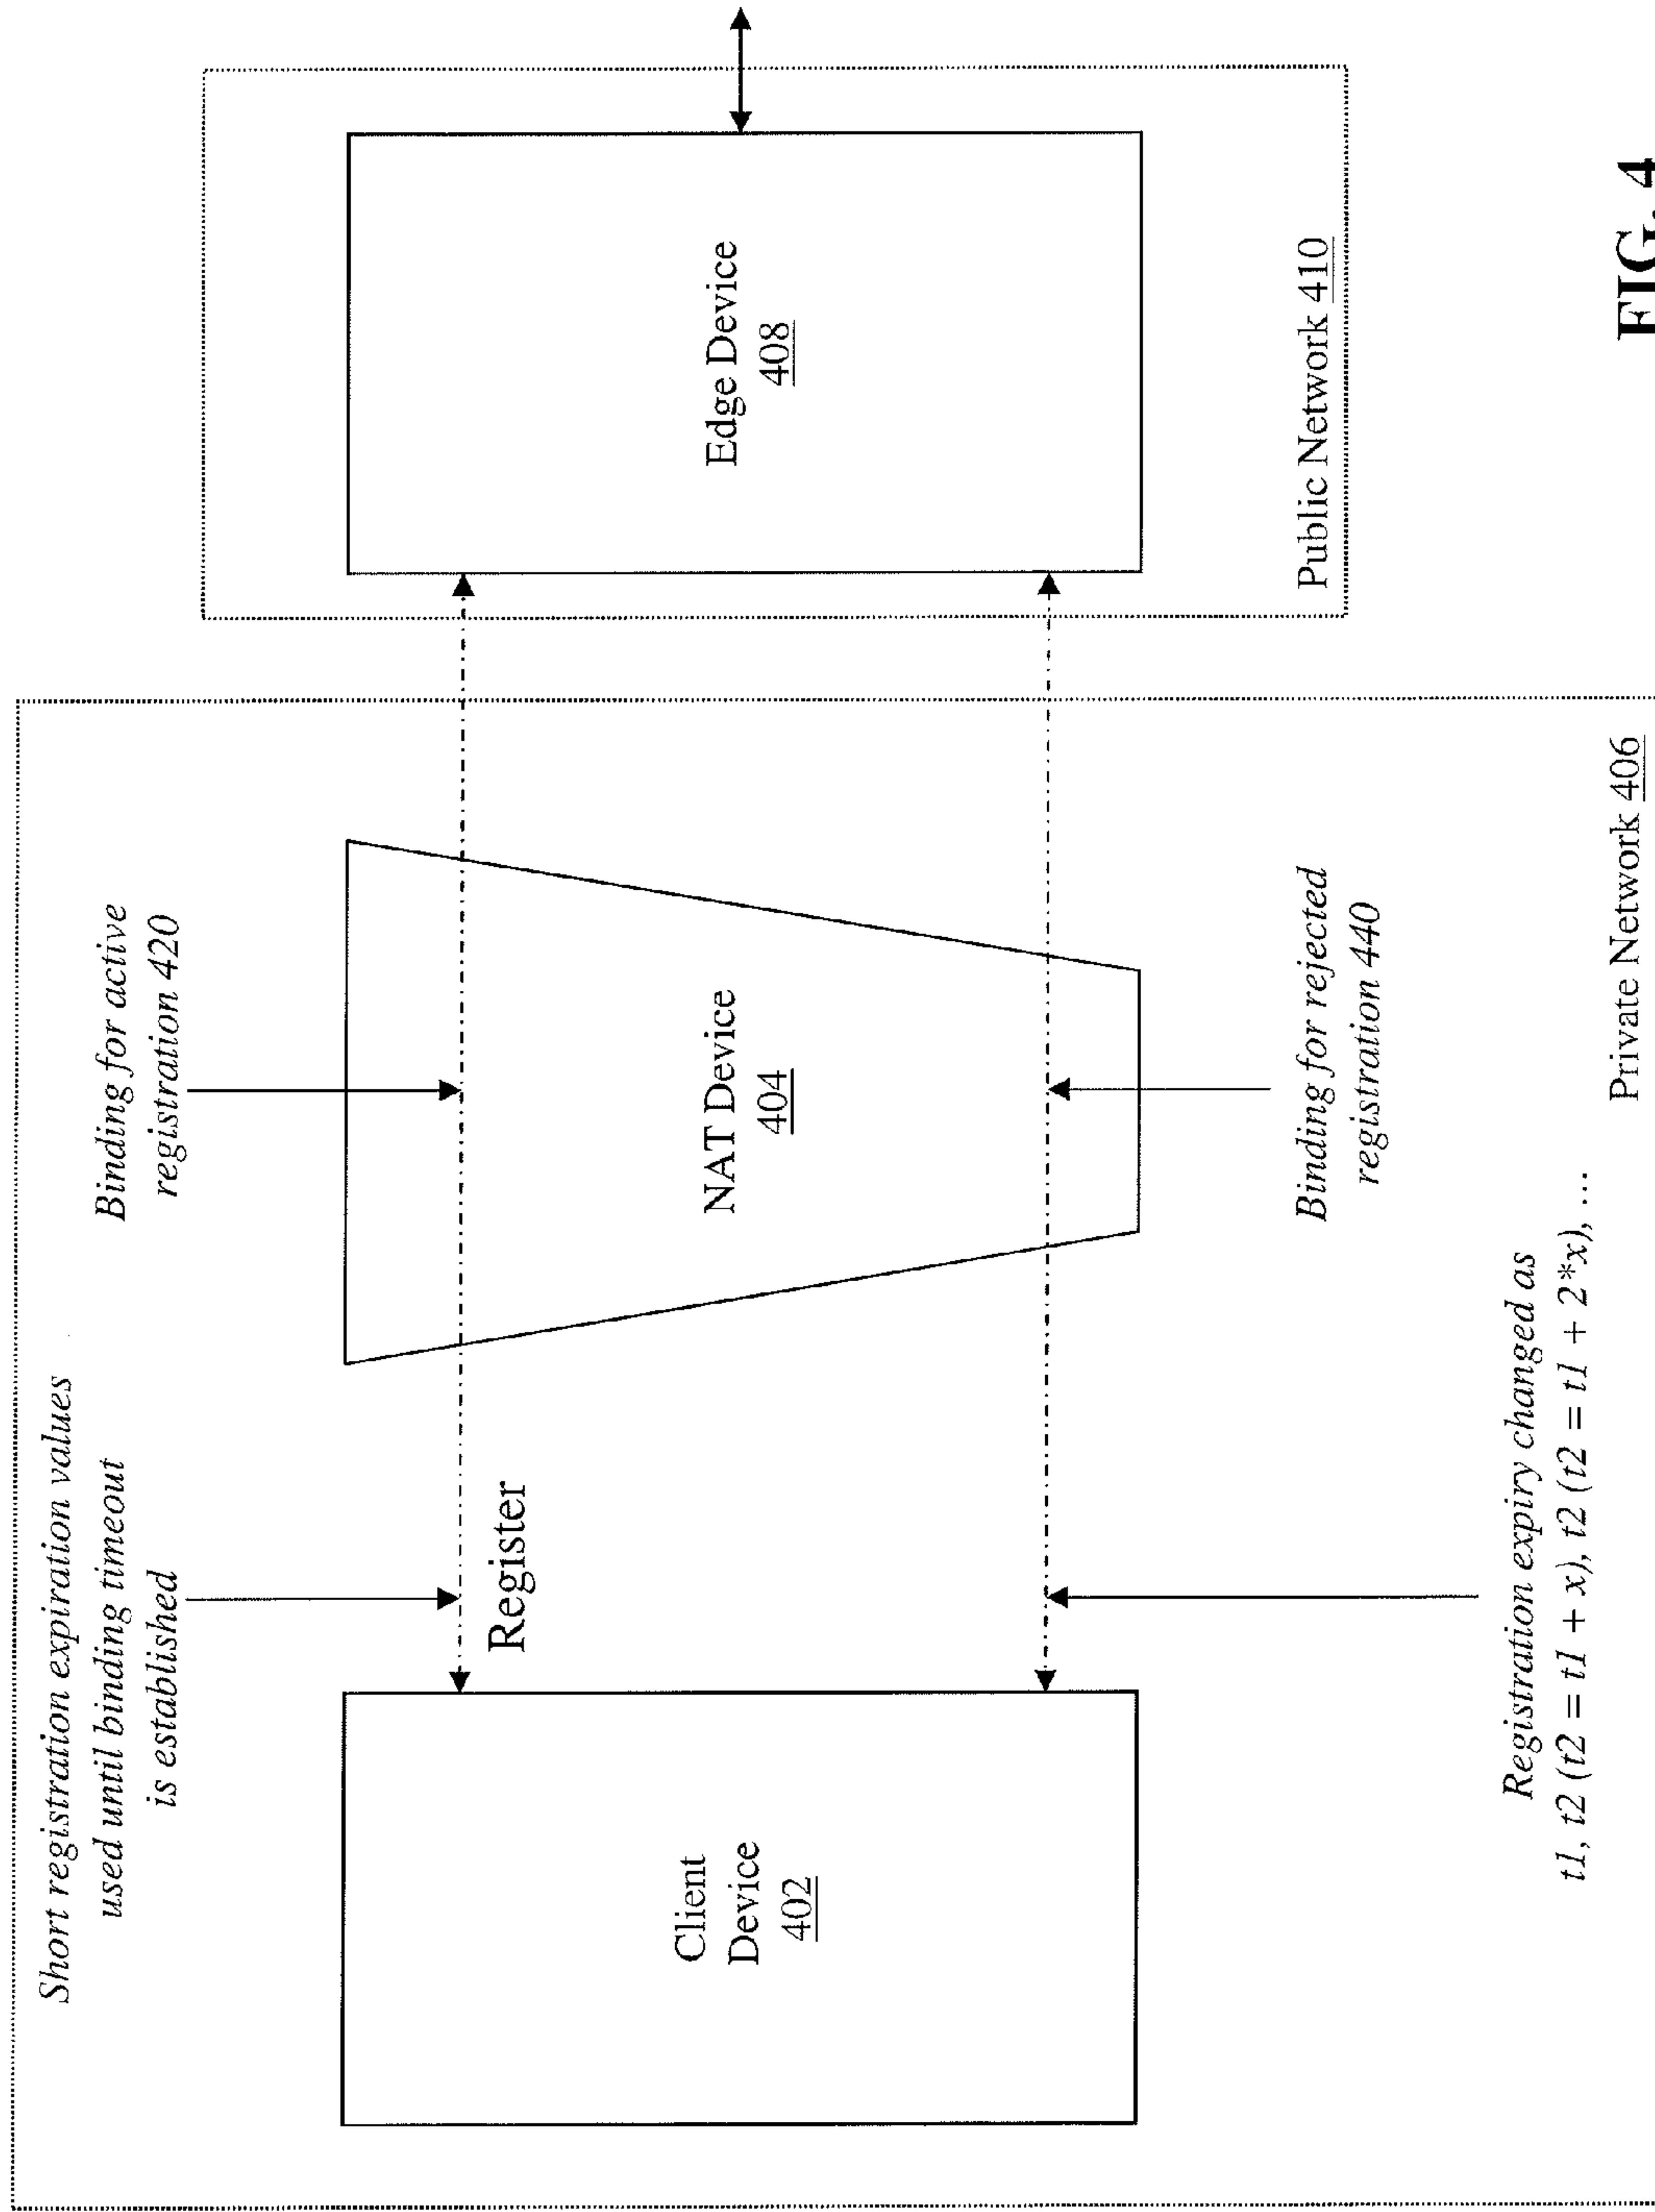 Short registration expiration values
used until binding timeout
is established
Binding for active
registration 420
Register
Client
Device
402
NAT Device
404
Edge Device
408
Binding for rejected
registration 440
Public Network 410
Registration expiry changed as
t1, t2 (t2 = t1 + x), t2 (t2 = t1 + 2*x), ...
Private Network 406
FIG. 4